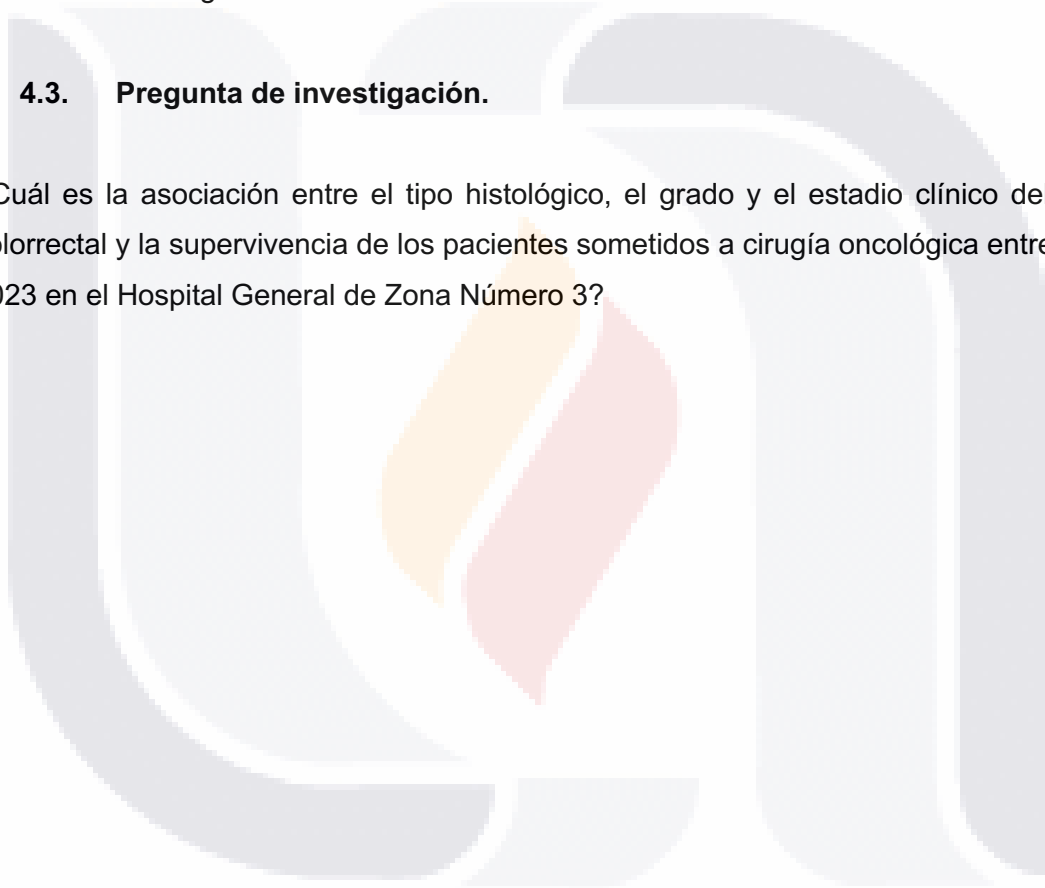 4.3. Pregunta de investigación.
Cuál es la asociación entre el tipo histológico, el grado y el estadio clínico de
olorrectal y la supervivencia de los pacientes sometidos a cirugía oncológica entre
023 en el Hospital General de Zona Número 3?